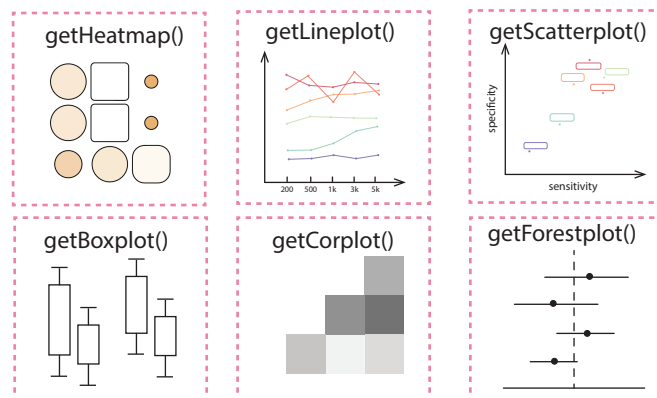 getHeatmap()
getLineplot()
200 500 1k 3k 5k
getScatterplot()
specificity
sensitivity
getBoxplot()
getCorplot()
getForestplot()